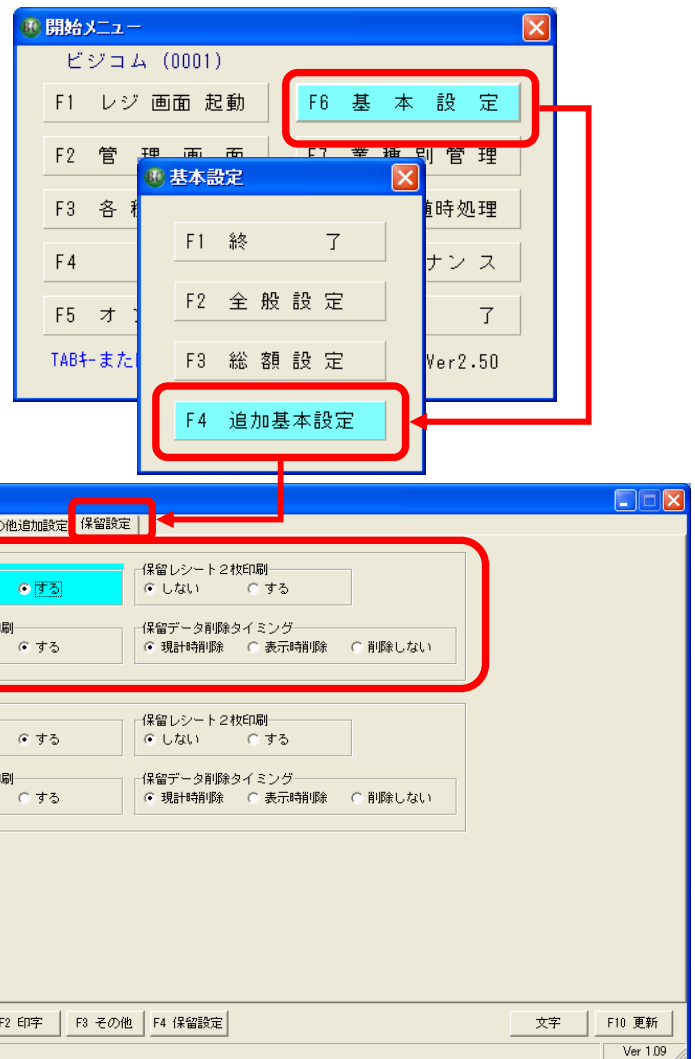 開始メニュー
ビジコム (0001)
F1 レジ 画面 起動
F6 基 本 設 定
F2 管 理 画 面
F7 業 種 別 管 理
基本設定
F3 各 種
随時処理
F1 終 了
F4
ナ ン ス
F2 全 般 設 定
F5 オ
了
TABキーまた
F3 総 額 設 定
Ver2.50
F4 追加基本設定
の他追加設定
保留設定
する
保留レシート２枚印刷
しない
する
印刷
する
保留データ削除タイミング
現計時削除
表示時削除
削除しない
する
保留レシート２枚印刷
しない
する
印刷
する
保留データ削除タイミング
現計時削除
表示時削除
削除しない
F2 印字
F3 その他
F4 保留設定
文字
F10 更新
Ver 1.09